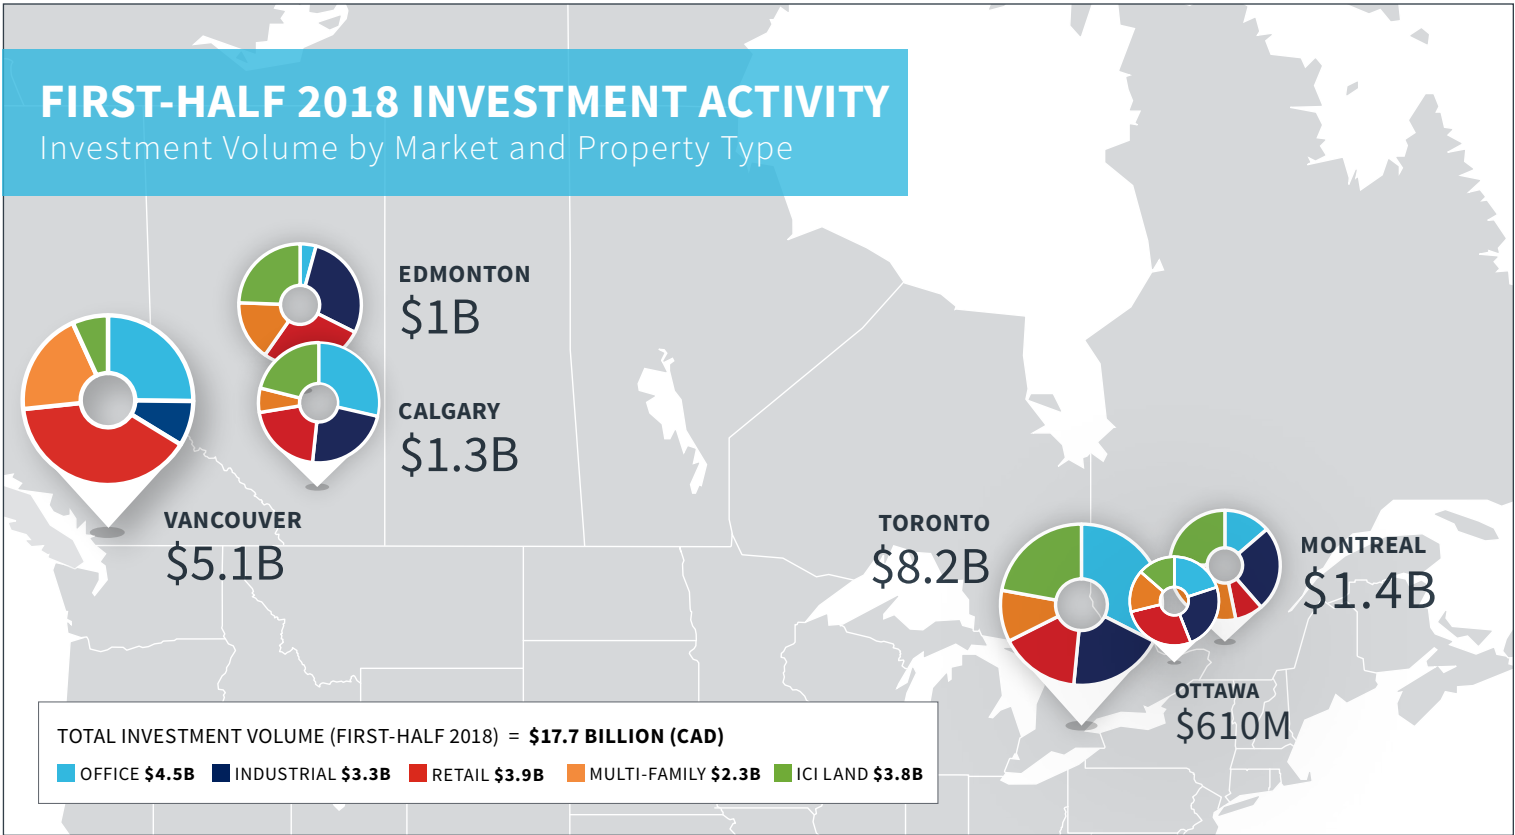 FIRST-HALF 2018 INVESTMENT ACTIVITY
Investment Volume by Market and Property Type
EDMONTON
$1B
CALGARY
$1.3B
VANCOUVER
$5.1B
TORONTO
$8.2B
MONTREAL
$1.4B
OTTAWA
$610M
TOTAL INVESTMENT VOLUME (FIRST-HALF 2018) = $17.7 BILLION (CAD)
OFFICE $4.5B INDUSTRIAL $3.3B RETAIL $3.9B MULTI-FAMILY $2.3B ICI LAND $3.8B